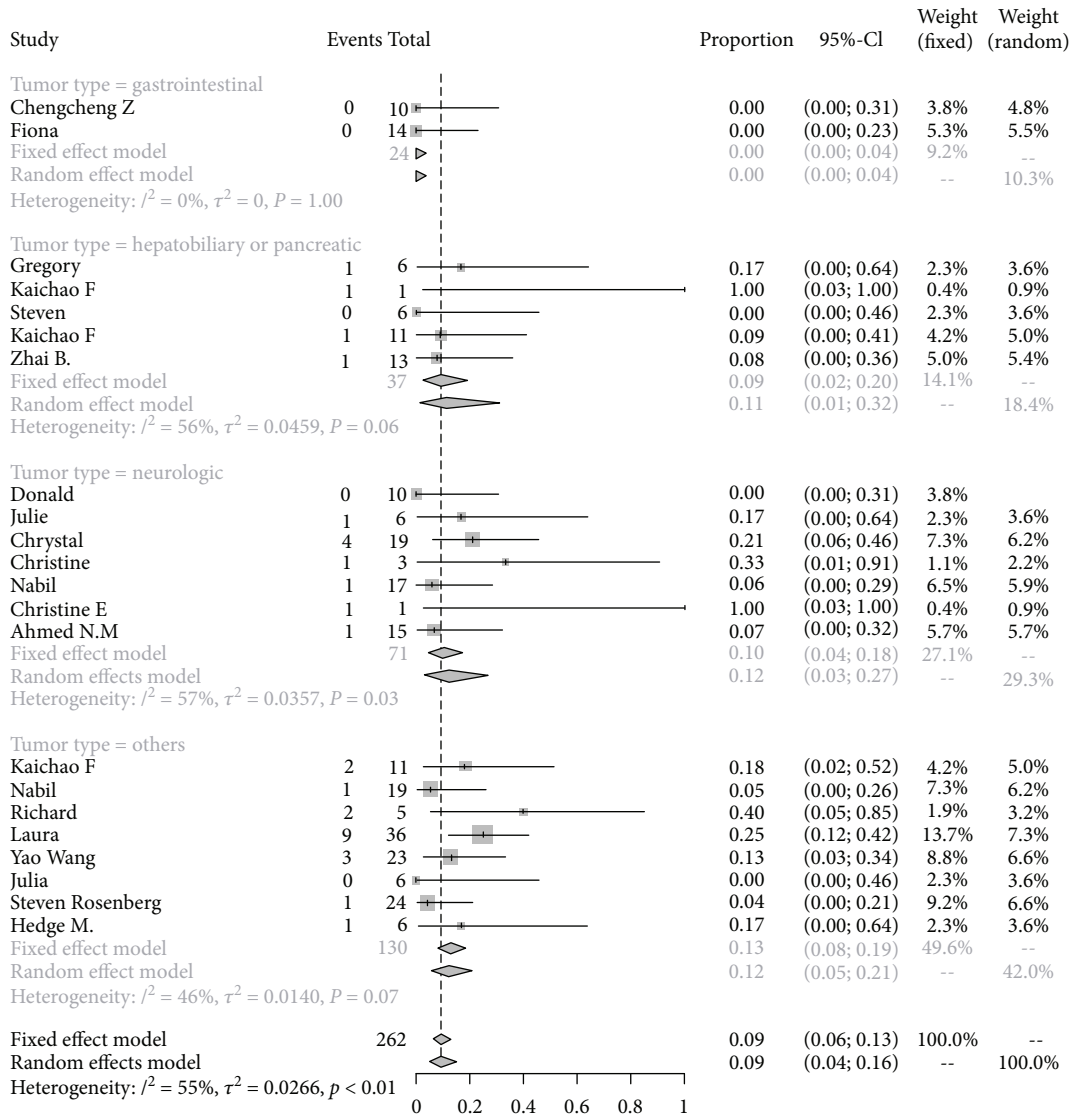 Study Events Total Proportion 95%-CI Weight (fixed) Weight (random)
Tumor type = gastrointestinal
Chengcheng Z 0 10 0.00 (0.00; 0.31) 3.8% 4.8%
Fiona 0 14 0.00 (0.00; 0.23) 5.3% 5.5%
Fixed effect model 24 0.00 (0.00; 0.04) 9.2% --
Random effect model 0.00 (0.00; 0.04) -- 10.3%
Heterogeneity: I² = 0%, τ² = 0, P = 1.00
Tumor type = hepatobiliary or pancreatic
Gregory 1 6 0.17 (0.00; 0.64) 2.3% 3.6%
Kaichao F 1 1 1.00 (0.03; 1.00) 0.4% 0.9%
Steven 0 6 0.00 (0.00; 0.46) 2.3% 3.6%
Kaichao F 1 11 0.09 (0.00; 0.41) 4.2% 5.0%
Zhai B. 1 13 0.08 (0.00; 0.36) 5.0% 5.4%
Fixed effect model 37 0.09 (0.02; 0.20) 14.1% --
Random effect model 0.11 (0.01; 0.32) -- 18.4%
Heterogeneity: I² = 56%, τ² = 0.0459, P = 0.06
Tumor type = neurologic
Donald 0 10 0.00 (0.00; 0.31) 3.8%
Julie 1 6 0.17 (0.00; 0.64) 2.3% 3.6%
Chrystal 4 19 0.21 (0.06; 0.46) 7.3% 6.2%
Christine 1 3 0.33 (0.01; 0.91) 1.1% 2.2%
Nabil 1 17 0.06 (0.00; 0.29) 6.5% 5.9%
Christine E 1 1 1.00 (0.03; 1.00) 0.4% 0.9%
Ahmed N.M 1 15 0.07 (0.00; 0.32) 5.7% 5.7%
Fixed effect model 71 0.10 (0.04; 0.18) 27.1% --
Random effects model 0.12 (0.03; 0.27) -- 29.3%
Heterogeneity: I² = 57%, τ² = 0.0357, P = 0.03
Tumor type = others
Kaichao F 2 11 0.18 (0.02; 0.52) 4.2% 5.0%
Nabil 1 19 0.05 (0.00; 0.26) 7.3% 6.2%
Richard 2 5 0.40 (0.05; 0.85) 1.9% 3.2%
Laura 9 36 0.25 (0.12; 0.42) 13.7% 7.3%
Yao Wang 3 23 0.13 (0.03; 0.34) 8.8% 6.6%
Julia 0 6 0.00 (0.00; 0.46) 2.3% 3.6%
Steven Rosenberg 1 24 0.04 (0.00; 0.21) 9.2% 6.6%
Hedge M. 1 6 0.17 (0.00; 0.64) 2.3% 3.6%
Fixed effect model 130 0.13 (0.08; 0.19) 49.6% --
Random effect model 0.12 (0.05; 0.21) -- 42.0%
Heterogeneity: I² = 46%, τ² = 0.0140, P = 0.07
Fixed effect model 262 0.09 (0.06; 0.13) 100.0% --
Random effects model 0.09 (0.04; 0.16) -- 100.0%
Heterogeneity: I² = 55%, τ² = 0.0266, p < 0.01
0 0.2 0.4 0.6 0.8 1